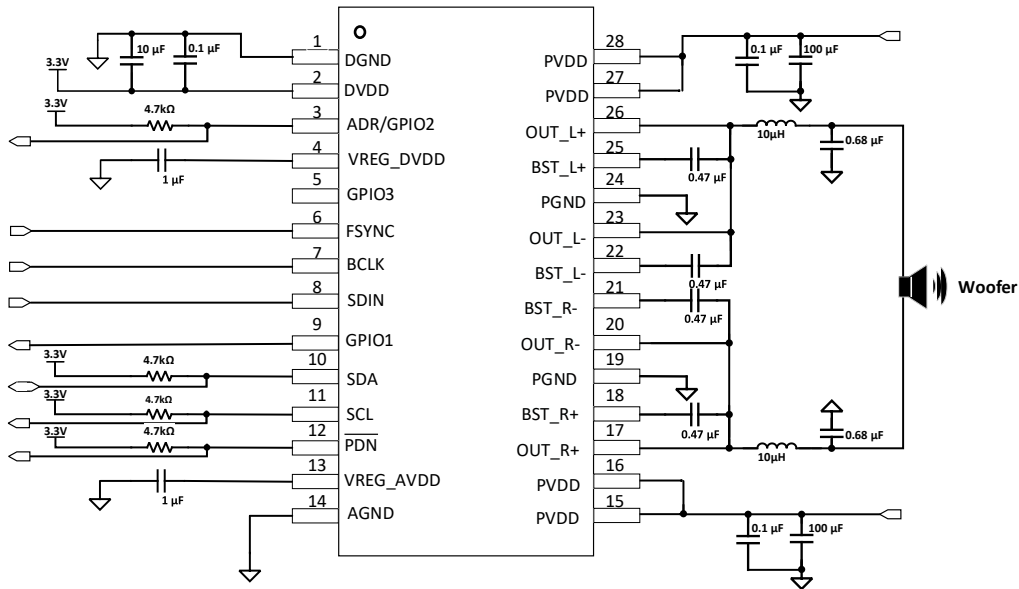 10 µF
0.1 µF
3.3V
3.3V
4.7kΩ
1 µF
3.3V
4.7kΩ
3.3V
4.7kΩ
3.3V
4.7kΩ
1 µF
1
DGND
2
DVDD
3
ADR/GPIO2
4
VREG_DVDD
5
GPIO3
6
FSYNC
7
BCLK
8
SDIN
9
GPIO1
10
SDA
11
SCL
12
PDN
13
VREG_AVDD
14
AGND
28
PVDD
27
PVDD
26
OUT_L+
25
BST_L+
24
PGND
23
OUT_L-
22
BST_L-
21
BST_R-
20
OUT_R-
19
PGND
18
BST_R+
17
OUT_R+
16
PVDD
15
PVDD
0.1 µF
100 µF
10µH
0.68 µF
0.47 µF
0.47 µF
0.47 µF
Woofer
0.47 µF
0.68 µF
10µH
0.1 µF
100 µF